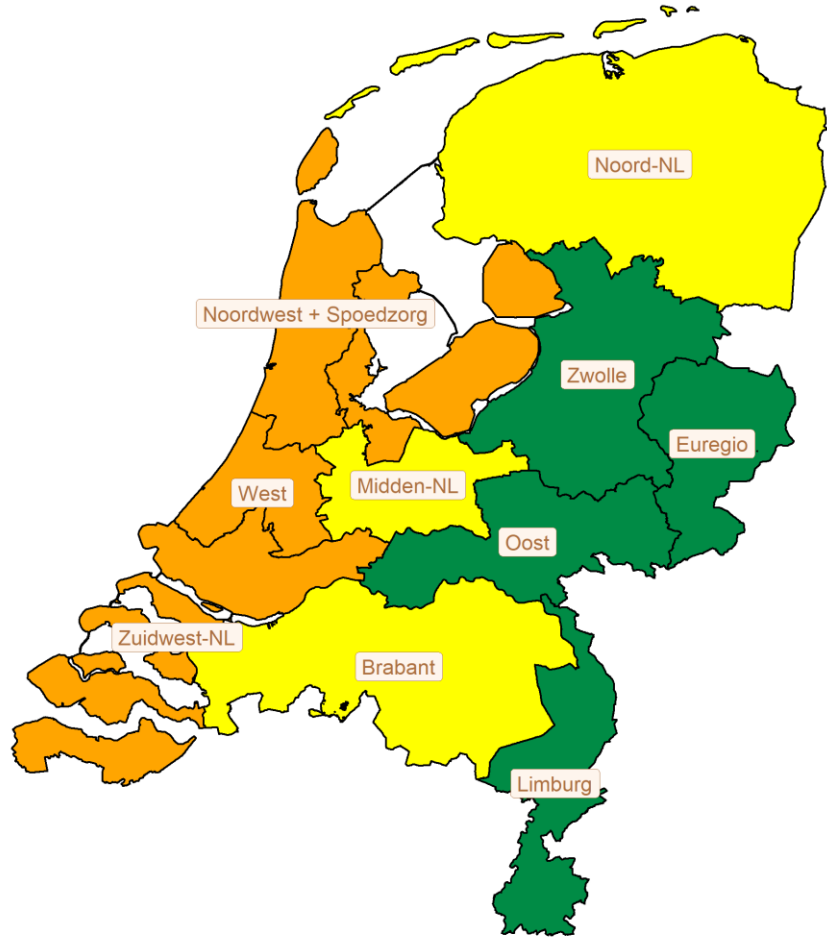 Noord-NL
Noordwest + Spoedzorg
Zwolle
Euregio
Midden-NL
West
Oost
Zuidwest-NL
Brabant
Limburg